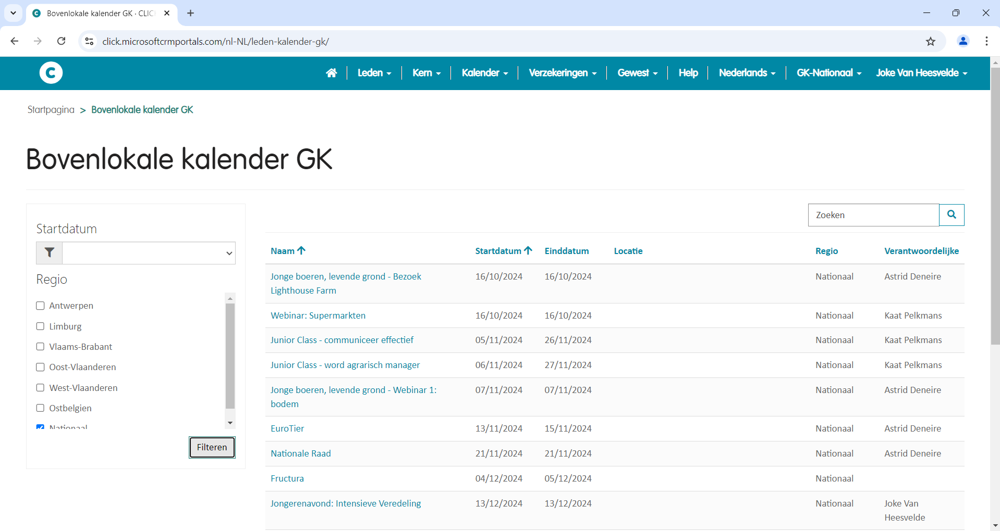 Bovenlokale kalender GK · CLIC
click.microsoftcrmportals.com/nl-NL/leden-kalender-gk/
C Leden Kern Kalender Verzekeringen Gewest Help Nederlands GK-Nationaal Joke Van Heesvelde
Startpagina > Bovenlokale kalender GK
Bovenlokale kalender GK
Startdatum
Regio
Antwerpen
Limburg
Vlaams-Brabant
Oost-Vlaanderen
West-Vlaanderen
Ostbelgien
Nationaal
Filteren
Zoeken
Naam Startdatum Einddatum Locatie Regio Verantwoordelijke
Jonge boeren, levende grond - Bezoek 16/10/2024 16/10/2024 Nationaal Astrid Deneire
Lighthouse Farm
Webinar: Supermarkten 16/10/2024 16/10/2024 Nationaal Kaat Pelkmans
Junior Class - communiceer effectief 05/11/2024 26/11/2024 Nationaal Kaat Pelkmans
Junior Class - word agrarisch manager 06/11/2024 27/11/2024 Nationaal Kaat Pelkmans
Jonge boeren, levende grond - Webinar 1: 07/11/2024 07/11/2024 Nationaal Astrid Deneire
bodem
EuroTier 13/11/2024 15/11/2024 Nationaal Astrid Deneire
Nationale Raad 21/11/2024 21/11/2024 Nationaal Astrid Deneire
Fructura 04/12/2024 05/12/2024 Nationaal
Jongerenavond: Intensieve Veredeling 13/12/2024 13/12/2024 Nationaal Joke Van
Heesvelde